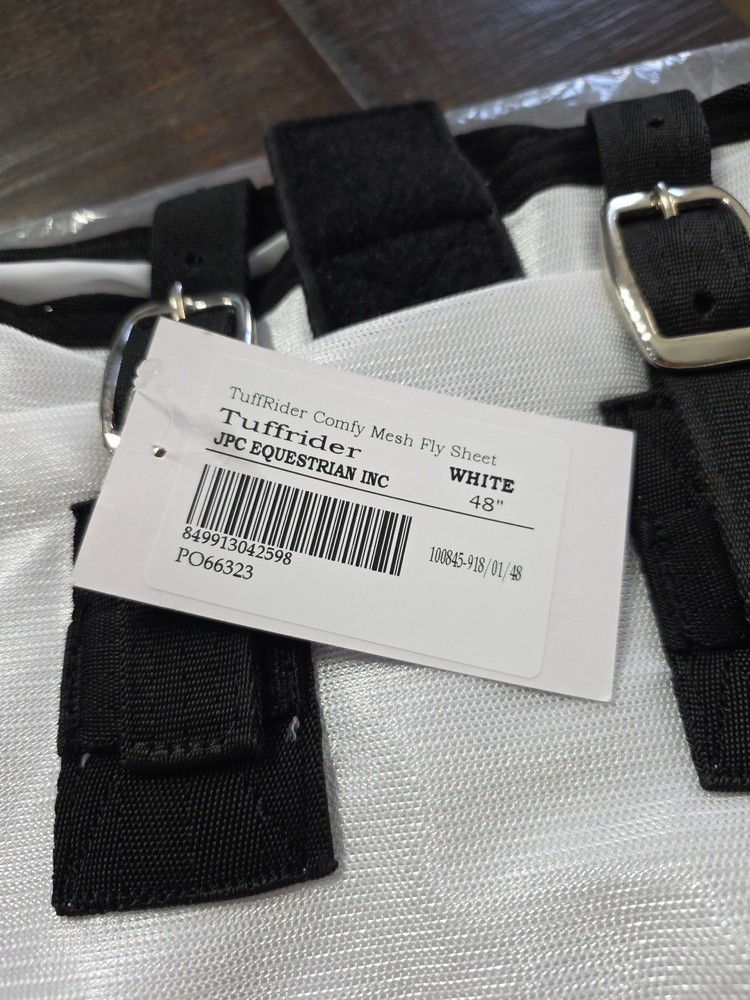 TuffRider Comfy Mesh Fly Sheet
Tuffrider
JPC EQUESTRIAN INC
WHITE
48"
849913042598
PO66323
100845-918/01/48